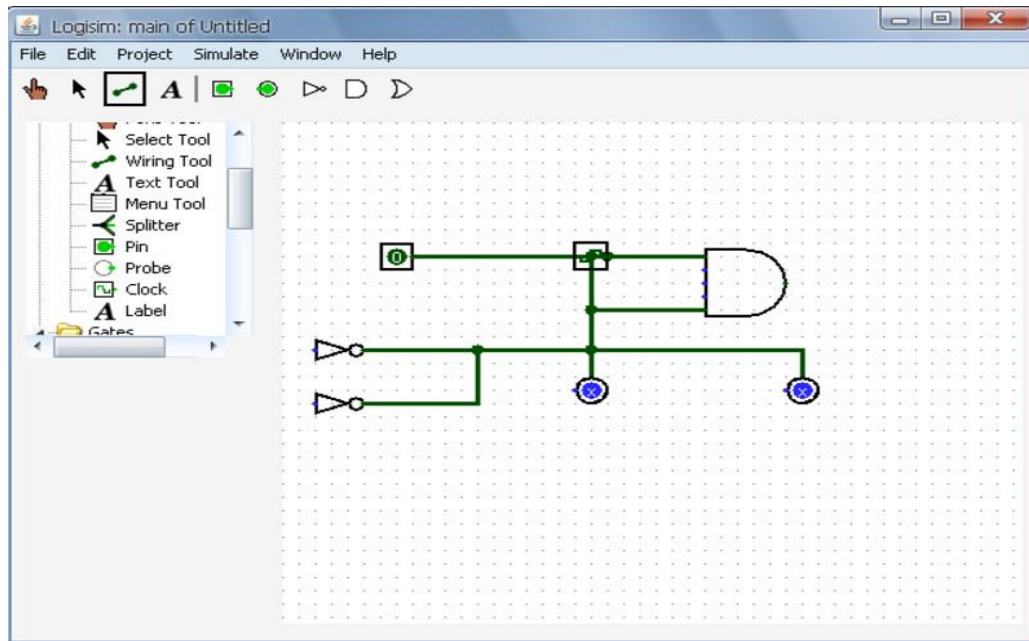 Logisim: main of Untitled
File Edit Project Simulate Window Help
A
Select Tool
Wiring Tool
A Text Tool
Menu Tool
Splitter
Pin
Probe
Clock
A Label
Gates
0
x x